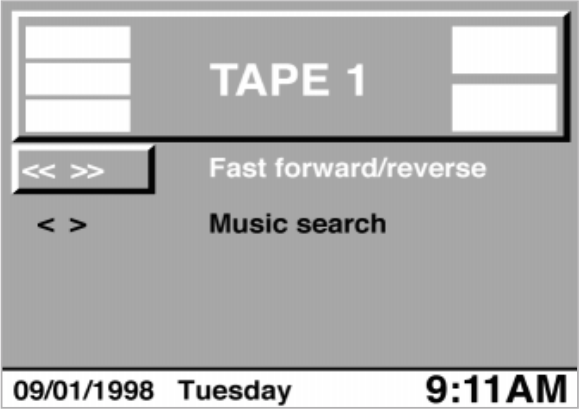 TAPE 1
<< >> Fast forward/reverse
< > Music search
09/01/1998 Tuesday 9:11AM